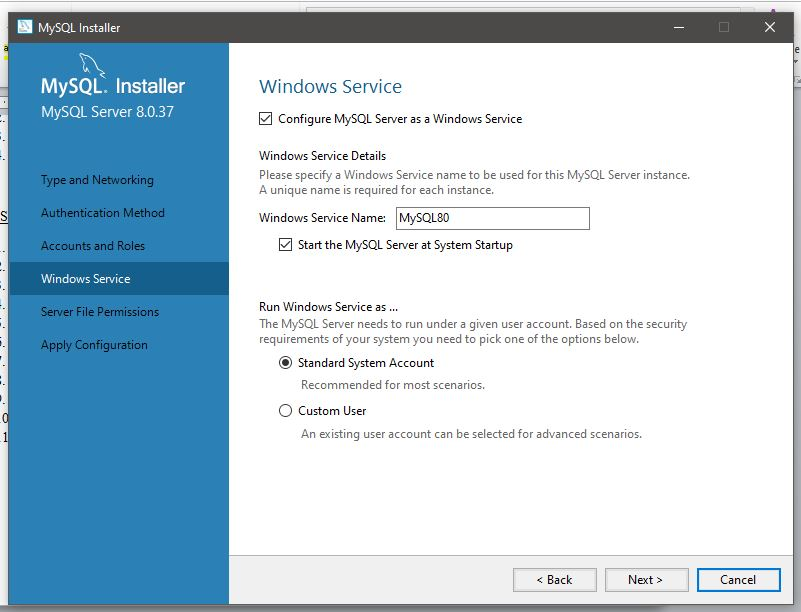 MySQL Installer
MySQL. Installer
MySQL Server 8.0.37
Type and Networking
Authentication Method
Accounts and Roles
Windows Service
Server File Permissions
Apply Configuration
Windows Service
Configure MySQL Server as a Windows Service
Windows Service Details
Please specify a Windows Service name to be used for this MySQL Server instance.
A unique name is required for each instance.
Windows Service Name: MySQL80
Start the MySQL Server at System Startup
Run Windows Service as ...
The MySQL Server needs to run under a given user account. Based on the security
requirements of your system you need to pick one of the options below.
Standard System Account
Recommended for most scenarios.
Custom User
An existing user account can be selected for advanced scenarios.
< Back
Next >
Cancel